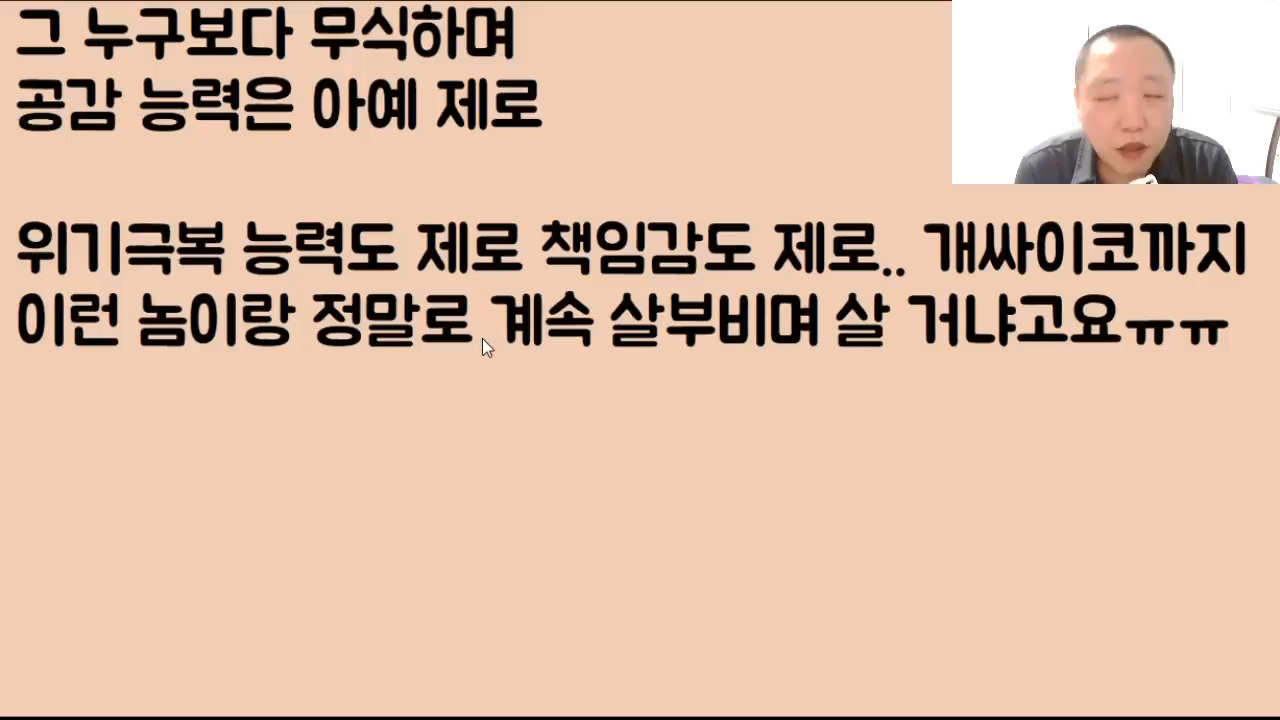 그 누구보다 무식하며
공감 능력은 아예 제로
위기극복 능력도 제로 책임감도 제로.. 개싸이코까지
이런 놈이랑 정말로 계속 살부비며 살 거냐고요ㅠㅠ